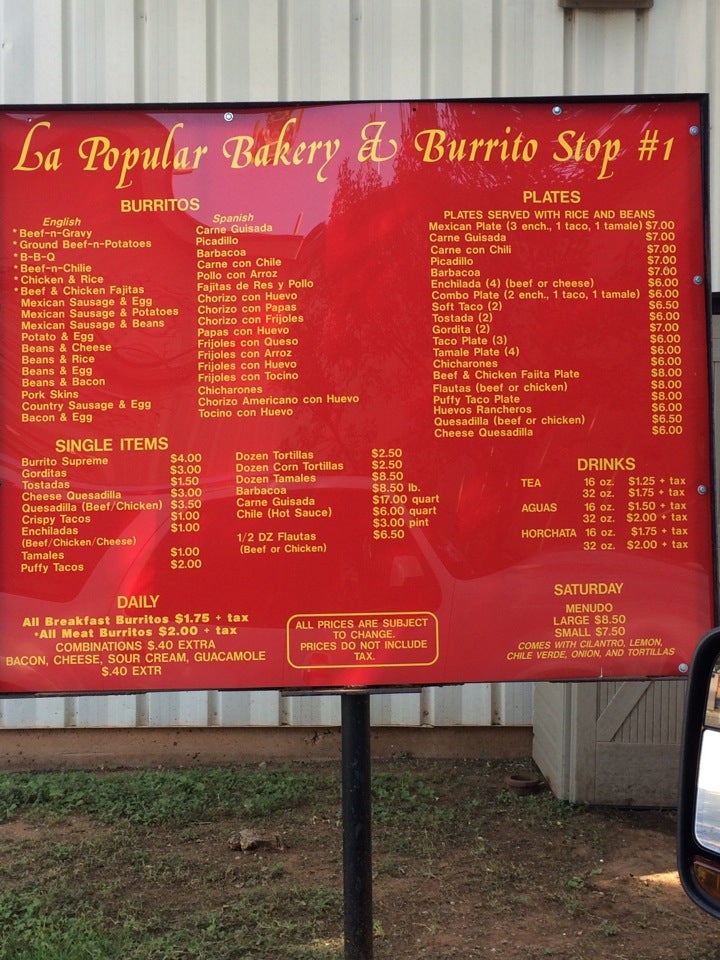 La Popular Bakery & Burrito Stop #1
BURRITOS
English Spanish
*Beef-n-Gravy Carne Guisada
*Ground Beef-n-Potatoes Picadillo
*B-B-Q Barbacoa
*Beef-n-Chilie Carne con Chile
*Chicken & Rice Pollo con Arroz
*Beef & Chicken Fajitas Fajitas de Res y Pollo
Mexican Sausage & Egg Chorizo con Huevo
Mexican Sausage & Potatoes Chorizo con Papas
Mexican Sausage & Beans Chorizo con Frijoles
Potato & Egg Papas con Huevo
Beans & Cheese Frijoles con Queso
Beans & Rice Frijoles con Arroz
Beans & Egg Frijoles con Huevo
Beans & Bacon Frijoles con Tocino
Pork Skins Chicharones
Country Sausage & Egg Chorizo Americano con Huevo
Bacon & Egg Tocino con Huevo
PLATES
PLATES SERVED WITH RICE AND BEANS
Mexican Plate (3 ench., 1 taco, 1 tamale) $7.00
Carne Guisada $7.00
Carne con Chili $7.00
Picadillo $7.00
Barbacoa $7.00
Enchilada (4) (beef or cheese) $6.00
Combo Plate (2 ench., 1 taco, 1 tamale) $6.00
Soft Taco (2) $6.50
Tostada (2) $6.00
Gordita (2) $7.00
Taco Plate (3) $6.00
Tamale Plate (4) $6.00
Chicharones $6.00
Beef & Chicken Fajita Plate $8.00
Flautas (beef or chicken) $8.00
Puffy Taco Plate $8.00
Huevos Rancheros $6.00
Quesadilla (beef or chicken) $6.50
Cheese Quesadilla $6.00
SINGLE ITEMS
Burrito Supreme $4.00
Gorditas $3.00
Tostadas $1.50
Cheese Quesadilla $3.00
Quesadilla (Beef/Chicken) $3.50
Crispy Tacos $1.00
Enchiladas $1.00
(Beef/Chicken/Cheese)
Tamales $1.00
Puffy Tacos $2.00
Dozen Tortillas $2.50
Dozen Corn Tortillas $2.50
Dozen Tamales $8.50
Barbacoa $8.50 lb.
Carne Guisada $17.00 quart
Chile (Hot Sauce) $6.00 quart
$3.00 pint
1/2 DZ Flautas $6.50
(Beef or Chicken)
DRINKS
TEA 16 oz. $1.25 + tax
32 oz. $1.75 + tax
AGUAS 16 oz. $1.50 + tax
32 oz. $2.00 + tax
HORCHATA 16 oz. $1.75 + tax
32 oz. $2.00 + tax
DAILY
All Breakfast Burritos $1.75 + tax
*All Meat Burritos $2.00 + tax
COMBINATIONS $.40 EXTRA
BACON, CHEESE, SOUR CREAM, GUACAMOLE
$.40 EXTR
ALL PRICES ARE SUBJECT
TO CHANGE.
PRICES DO NOT INCLUDE
TAX.
SATURDAY
MENUDO
LARGE $8.50
SMALL $7.50
COMES WITH CILANTRO, LEMON,
CHILE VERDE, ONION, AND TORTILLAS